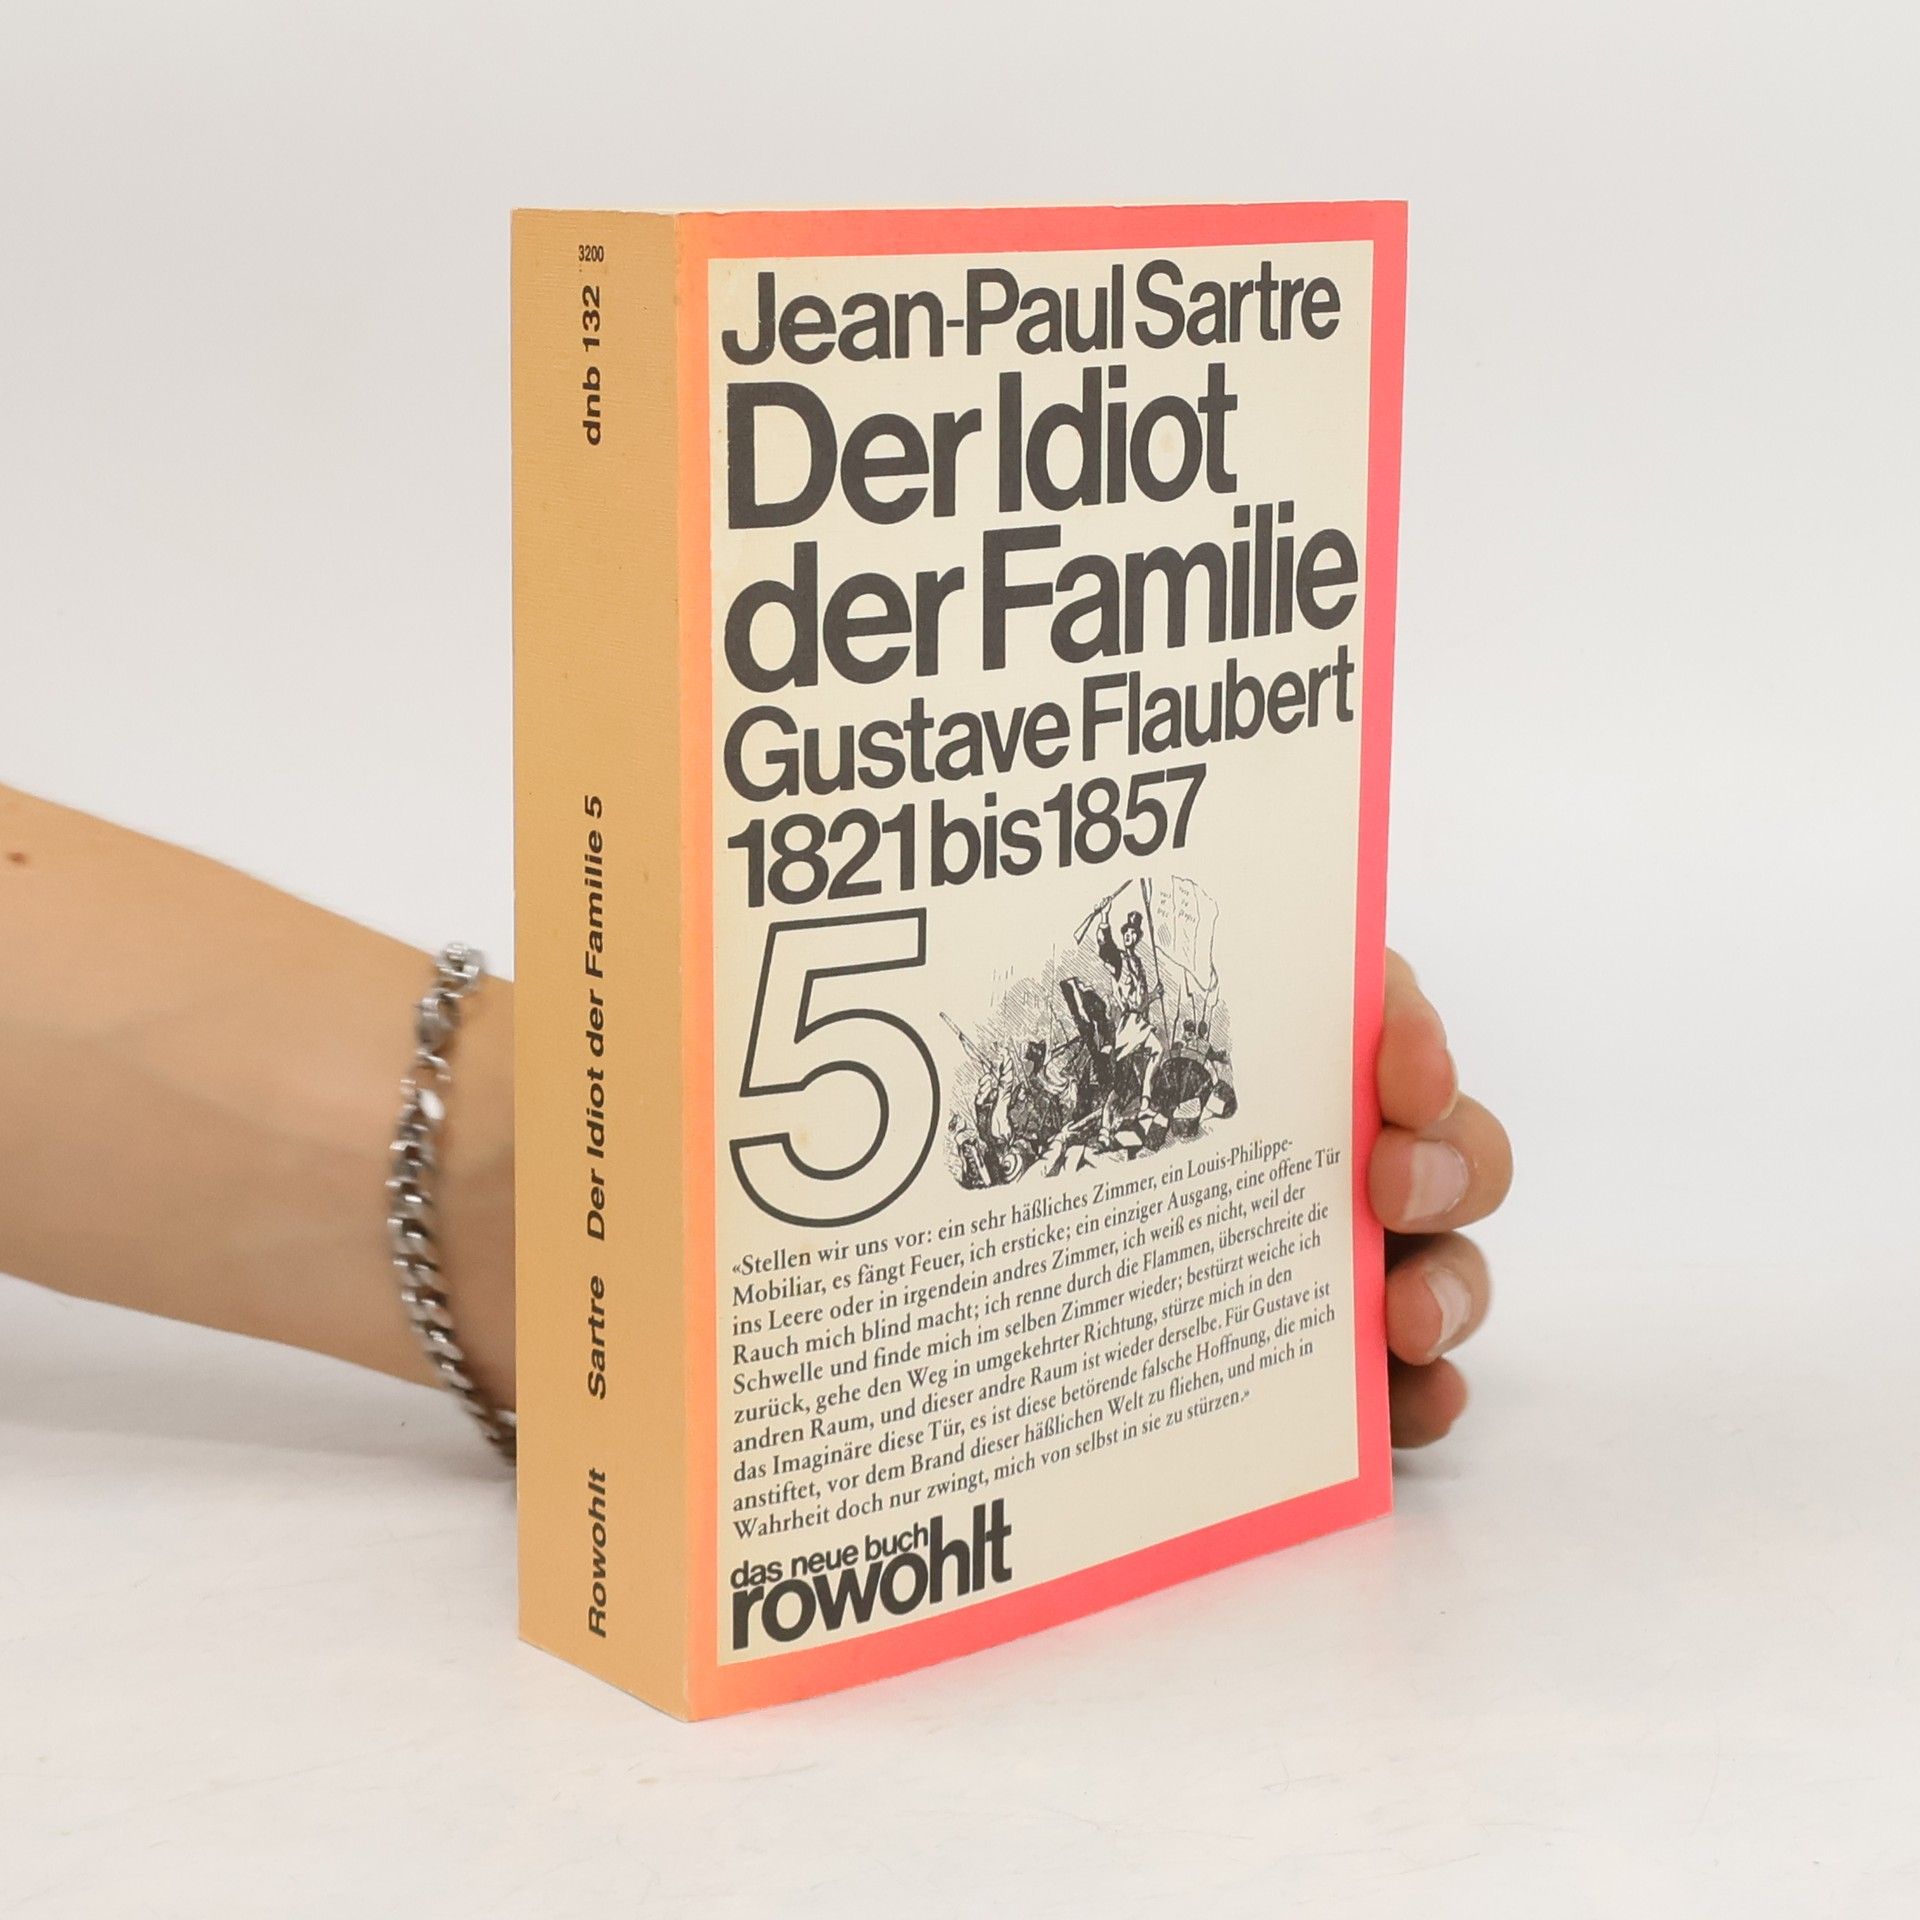 3200
dnb 132
Sartre Der Idiot der Familie 5
Rowohlt
Jean-Paul Sartre
Der Idiot
der Familie
Gustave Flaubert
1821 bis 1857
5
«Stellen wir uns vor: ein sehr häßliches Zimmer, ein Louis-Philippe-
Mobiliar, es fängt Feuer, ich ersticke; ein einziger Ausgang, eine offene Tür
ins Leere oder in irgendein andres Zimmer, ich weiß es nicht, weil der
Rauch mich blind macht; ich renne durch die Flammen, überschreite die
Schwelle und finde mich im selben Zimmer wieder; bestürzt weiche ich
zurück, gehe den Weg in umgekehrter Richtung, stürze mich in den
andren Raum, und dieser andre Raum ist wieder derselbe. Für Gustave ist
das Imaginäre diese Tür, es ist diese betörende falsche Hoffnung, die mich
anstiftet, vor dem Brand dieser häßlichen Welt zu fliehen, und mich in
Wahrheit doch nur zwingt, mich von selbst in sie zu stürzen.»
das neue buch
rowohlt